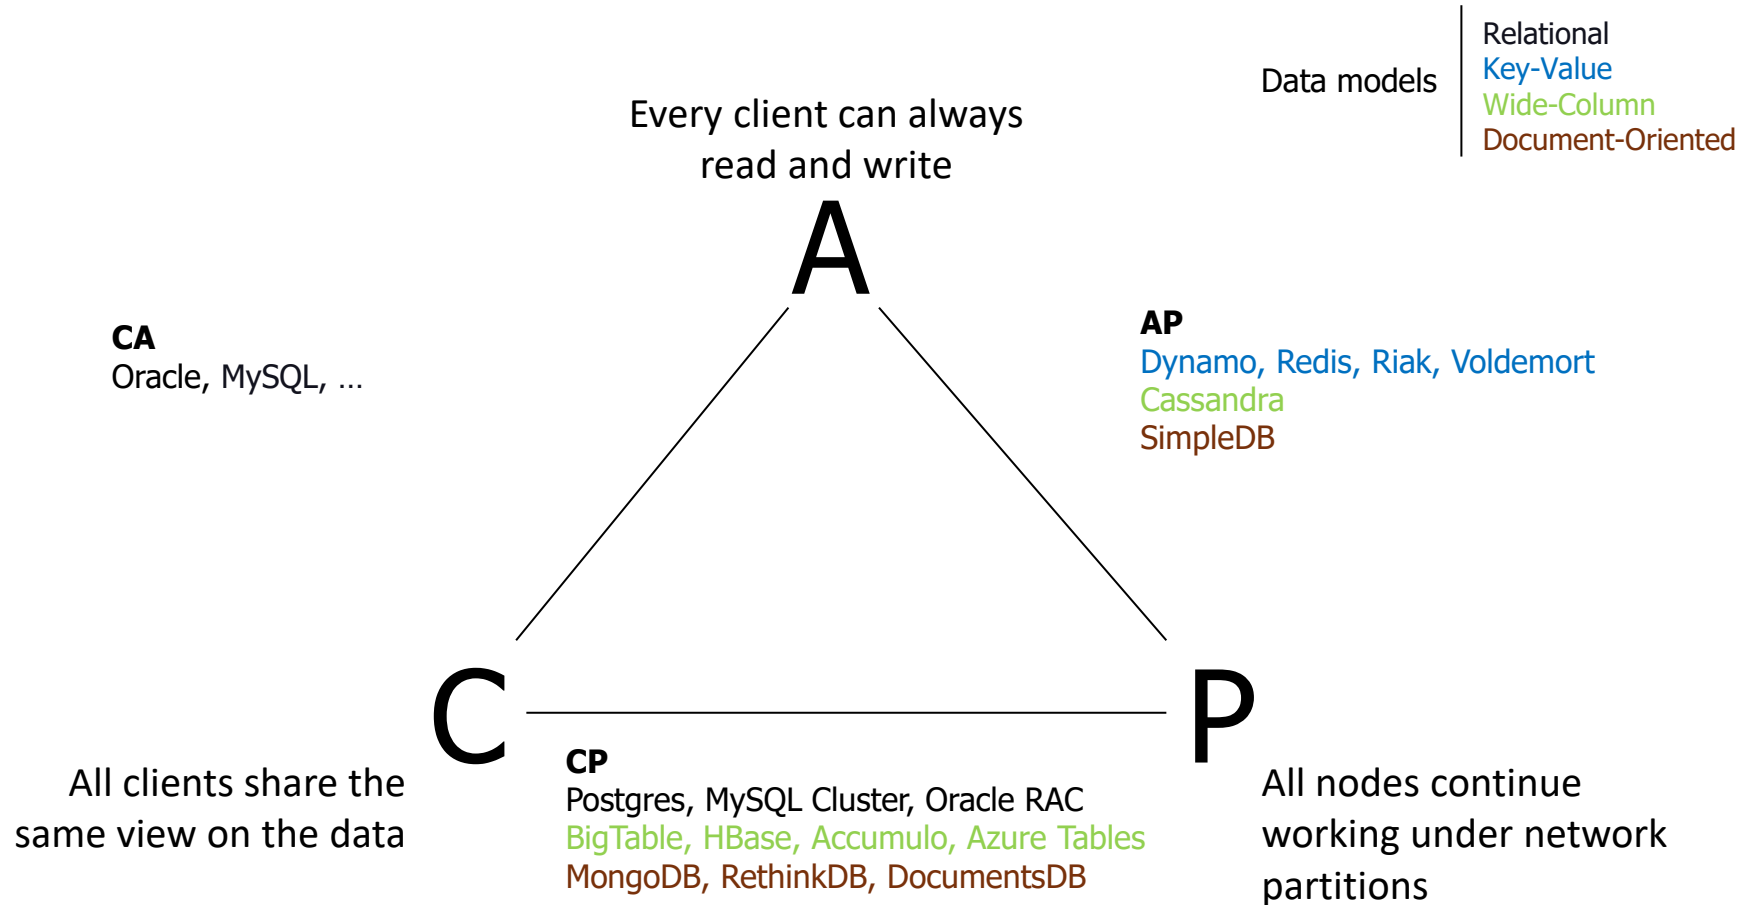 Data models
Relational
Key-Value
Wide-Column
Document-Oriented
Every client can always
read and write
A
CA
Oracle, MySQL, …
AP
Dynamo, Redis, Riak, Voldemort
Cassandra
SimpleDB
C
P
All clients share the
same view on the data
CP
Postgres, MySQL Cluster, Oracle RAC
BigTable, HBase, Accumulo, Azure Tables
MongoDB, RethinkDB, DocumentsDB
All nodes continue
working under network
partitions